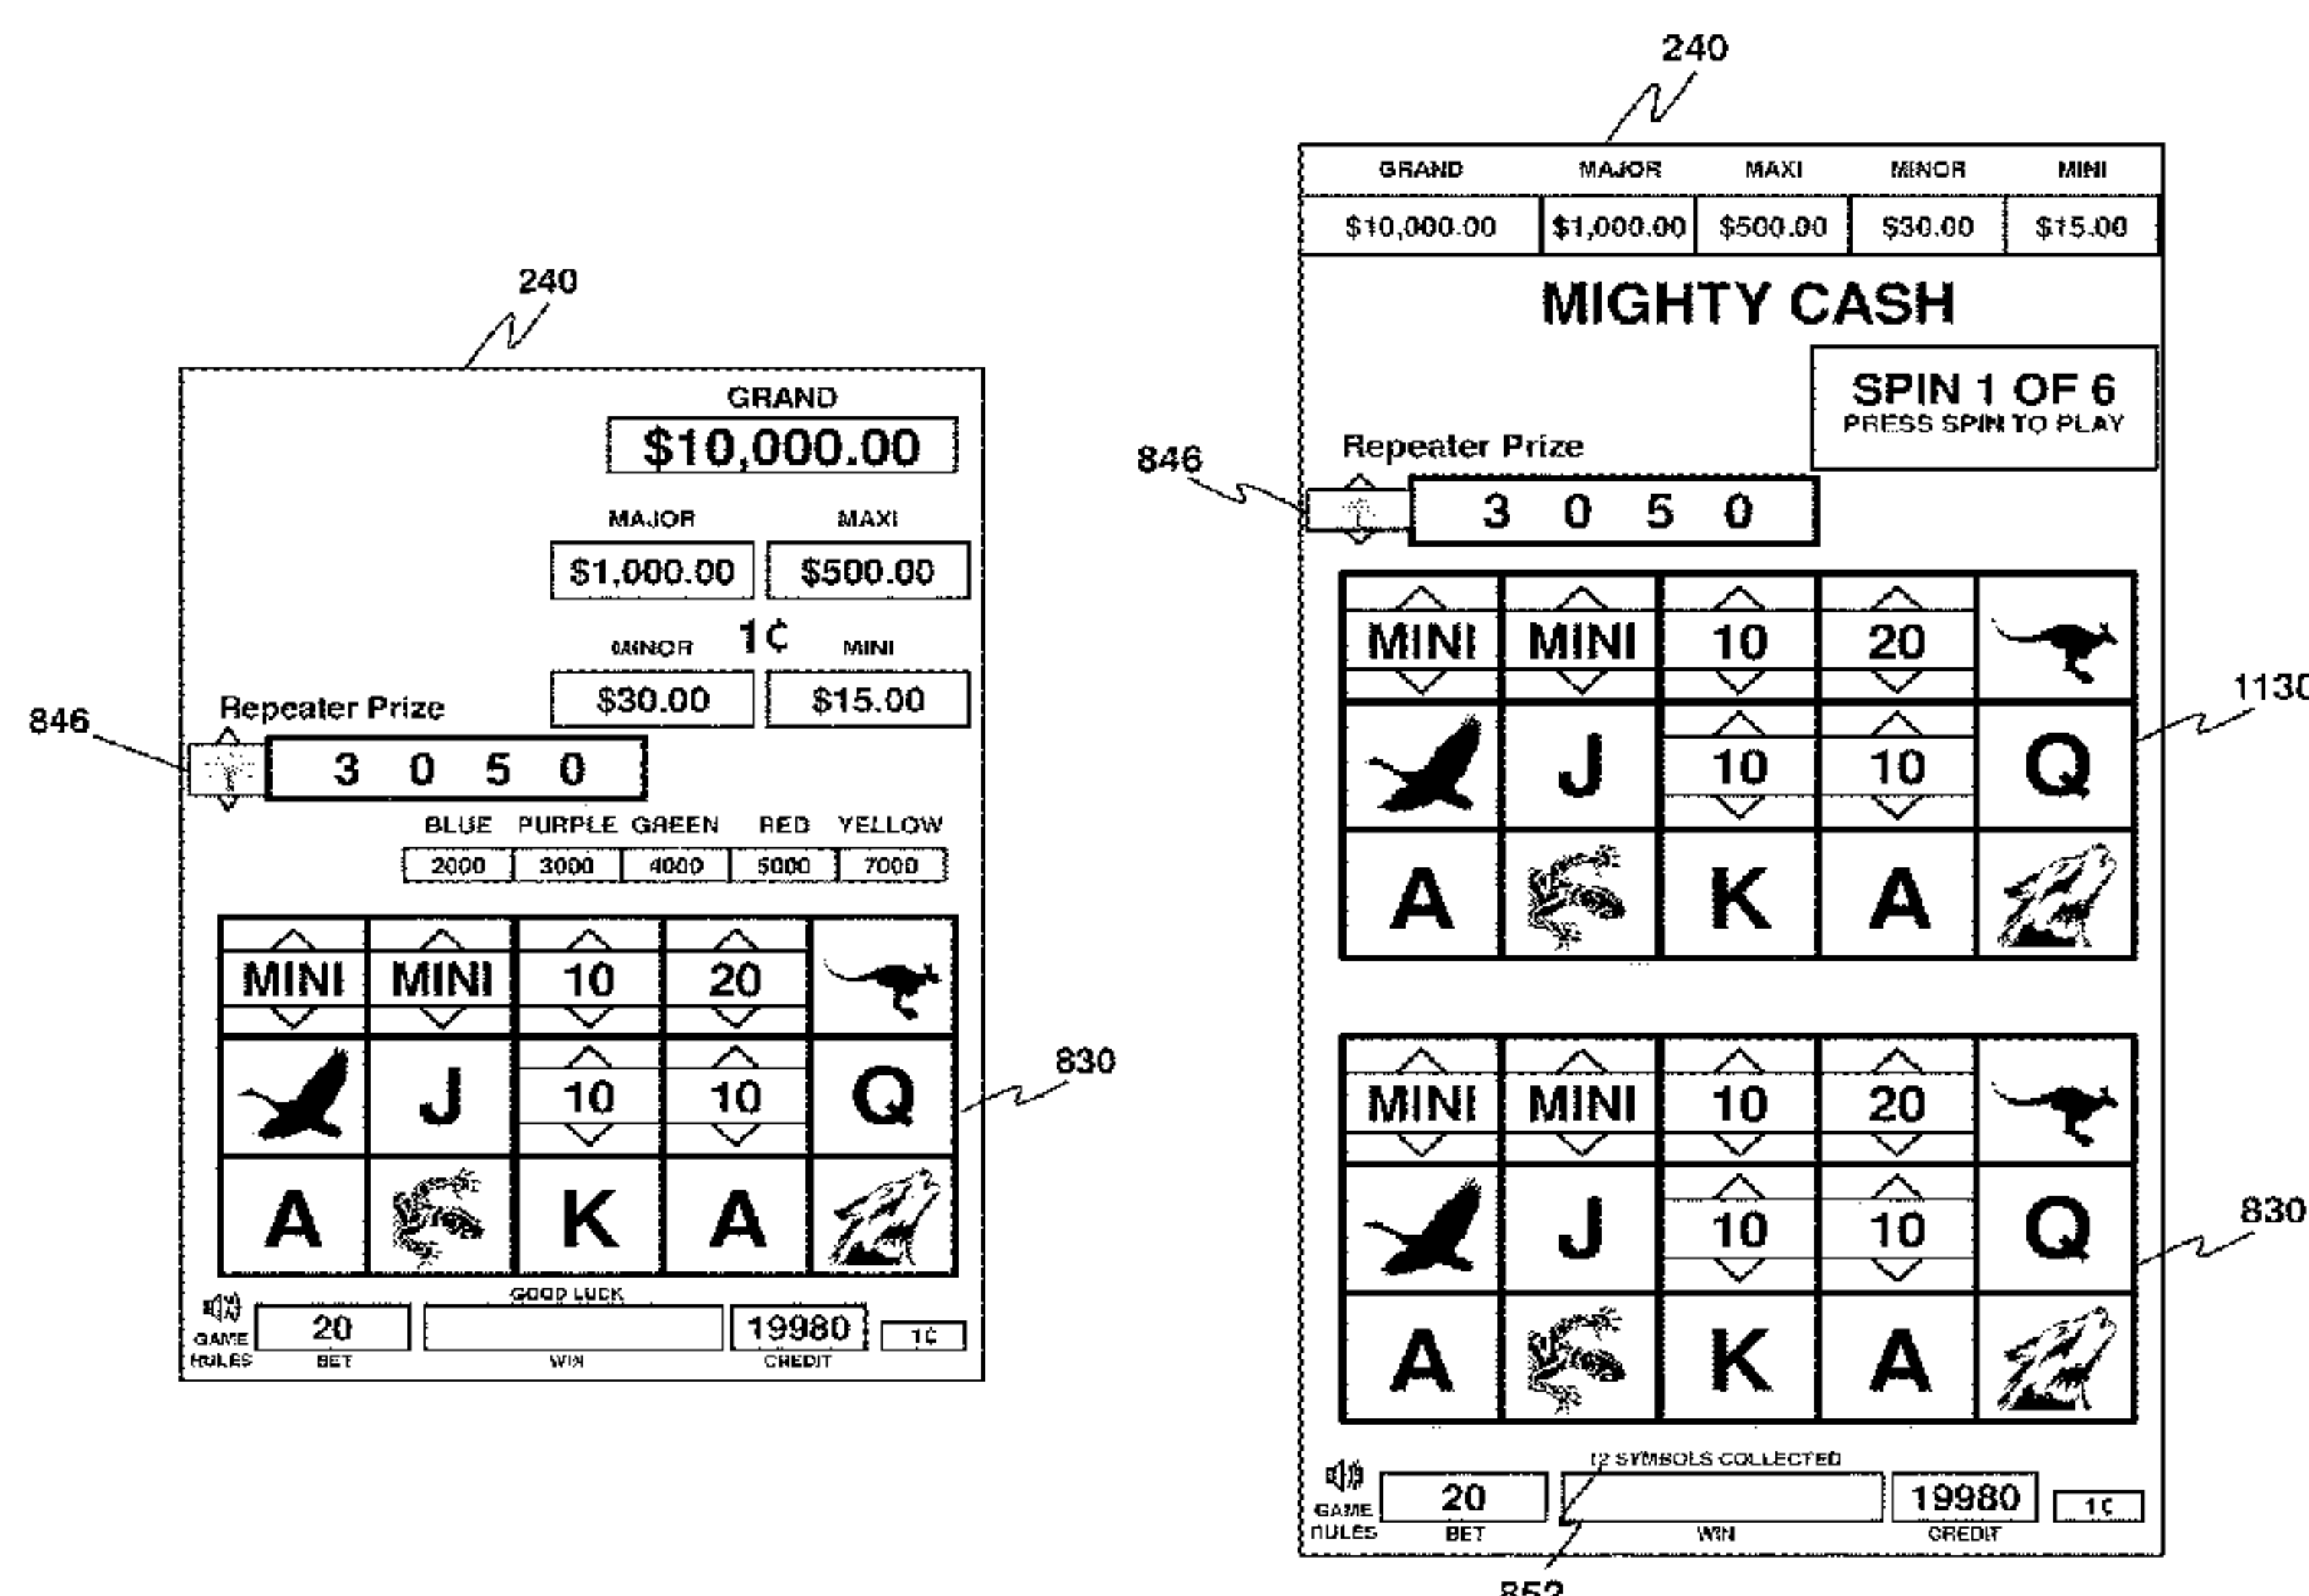 240
GRAND
$10,000.00
MAJOR MAXI
$1,000.00 $500.00
1¢
MINOR MINI
$30.00 $15.00
Repeater Prize
846
3 0 5 0
BLUE PURPLE GREEN RED YELLOW
2000 3000 4000 5000 7000
MINI MINI 10 20
J 10 10 Q
830
A K A
GOOD LUCK
20 19980 1¢
GAME RULES
BET WIN CREDIT
240
GRAND MAJOR MAXI MINOR MINI
$10,000.00 $1,000.00 $500.00 $30.00 $15.00
MIGHTY CASH
SPIN 1 OF 6
PRESS SPIN TO PLAY
Repeater Prize
846
3 0 5 0
MINI MINI 10 20
1130
J 10 10 Q
A K A
MINI MINI 10 20
J 10 10 Q
830
A K A
12 SYMBOLS COLLECTED
20 19980 1¢
GAME RULES
BET WIN CREDIT
852